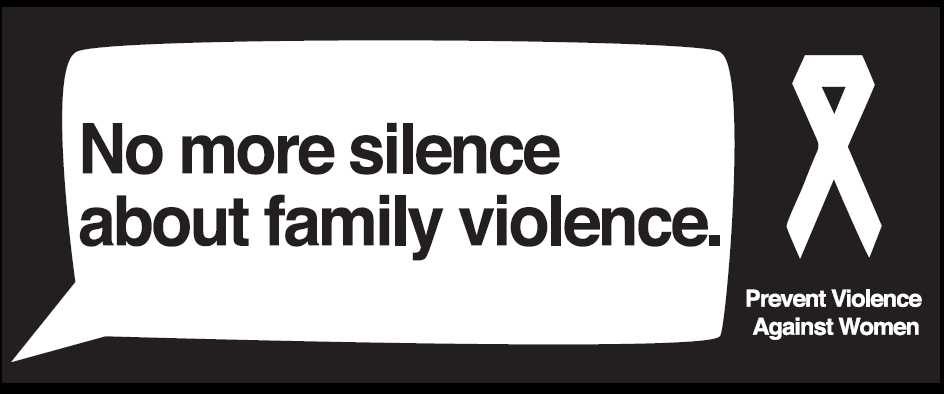 No more silence
about family violence.
Prevent Violence
Against Women